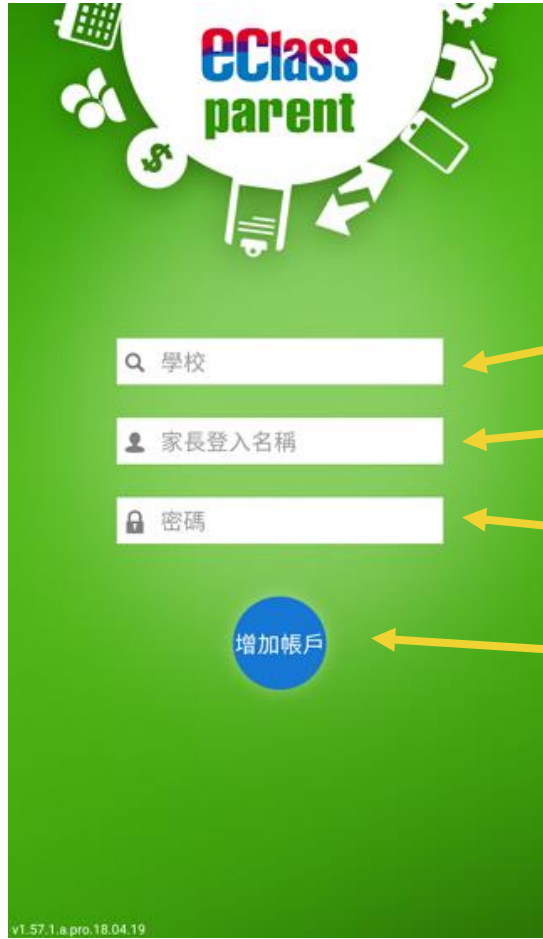 eClass
parent
$
學校
家長登入名稱
密碼
增加帳戶
v1.57.1.a.pro.18.04.19